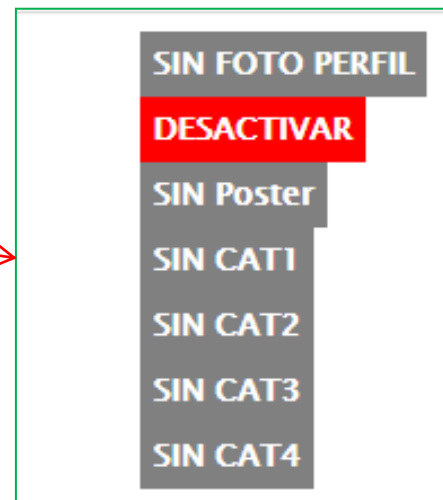 SIN FOTO PERFIL
DESACTIVAR
SIN Poster
SIN CAT1
SIN CAT2
SIN CAT3
SIN CAT4